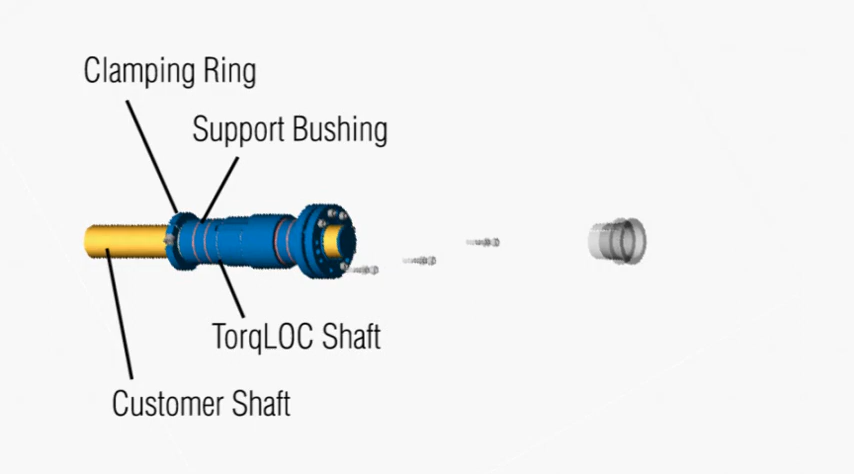 Clamping Ring
Support Bushing
TorqLOC Shaft
Customer Shaft